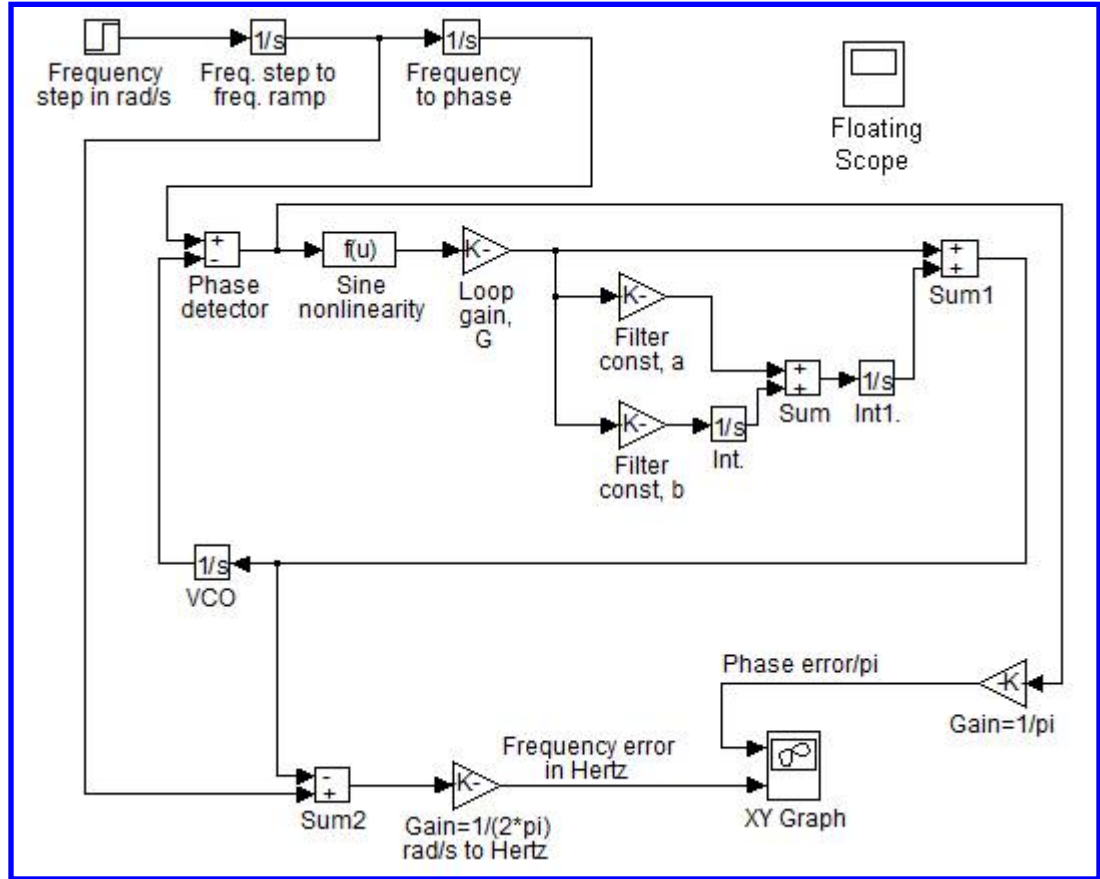 1/s
1/s
Frequency
step in rad/s
Freq. step to
freq. ramp
Frequency
to phase
Floating
Scope
+
-
Phase
detector
f(u)
Sine
nonlinearity
K-
Loop
gain,
G
K-
Filter
const, a
+
+
Sum1
+
+
Sum
1/s
Int1.
K-
Filter
const, b
1/s
Int.
1/s
VCO
Phase error/pi
-K
Gain=1/pi
-
+
Sum2
K-
Gain=1/(2*pi)
rad/s to Hertz
Frequency error
in Hertz
XY Graph